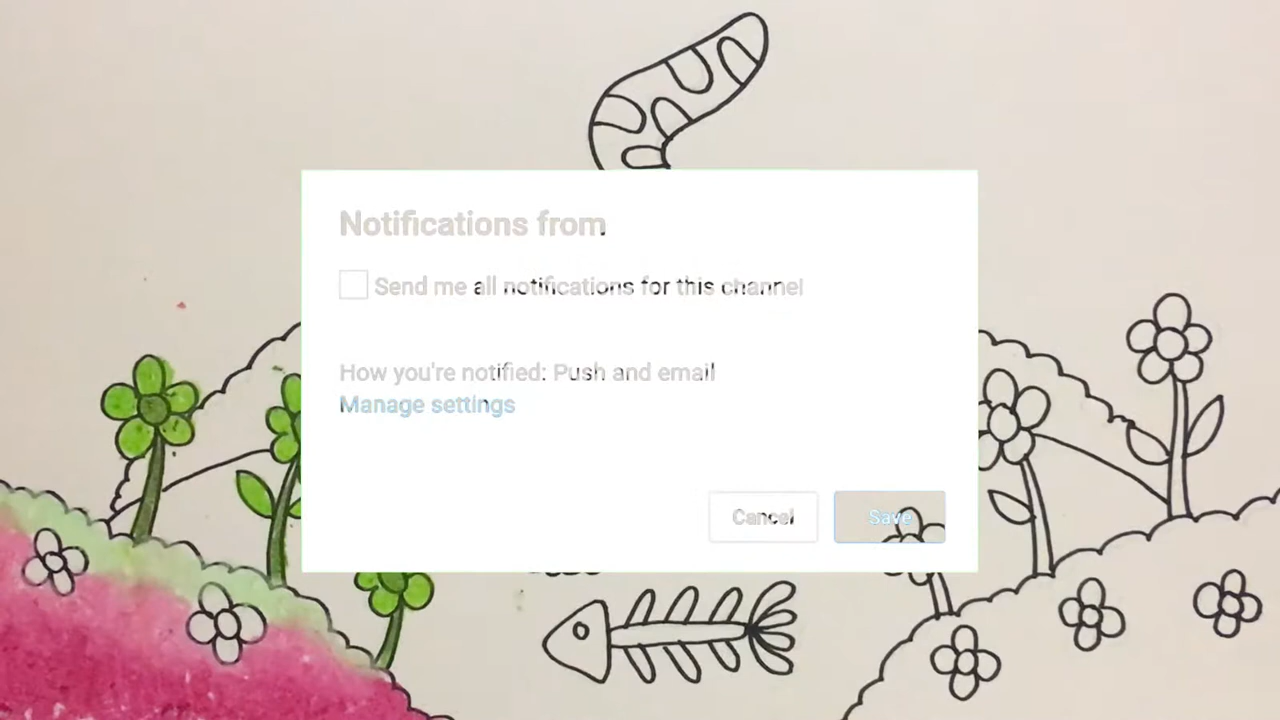 Notifications from
Send me all notifications for this channel
How you're notified: Push and email
Manage settings
Cancel
Save